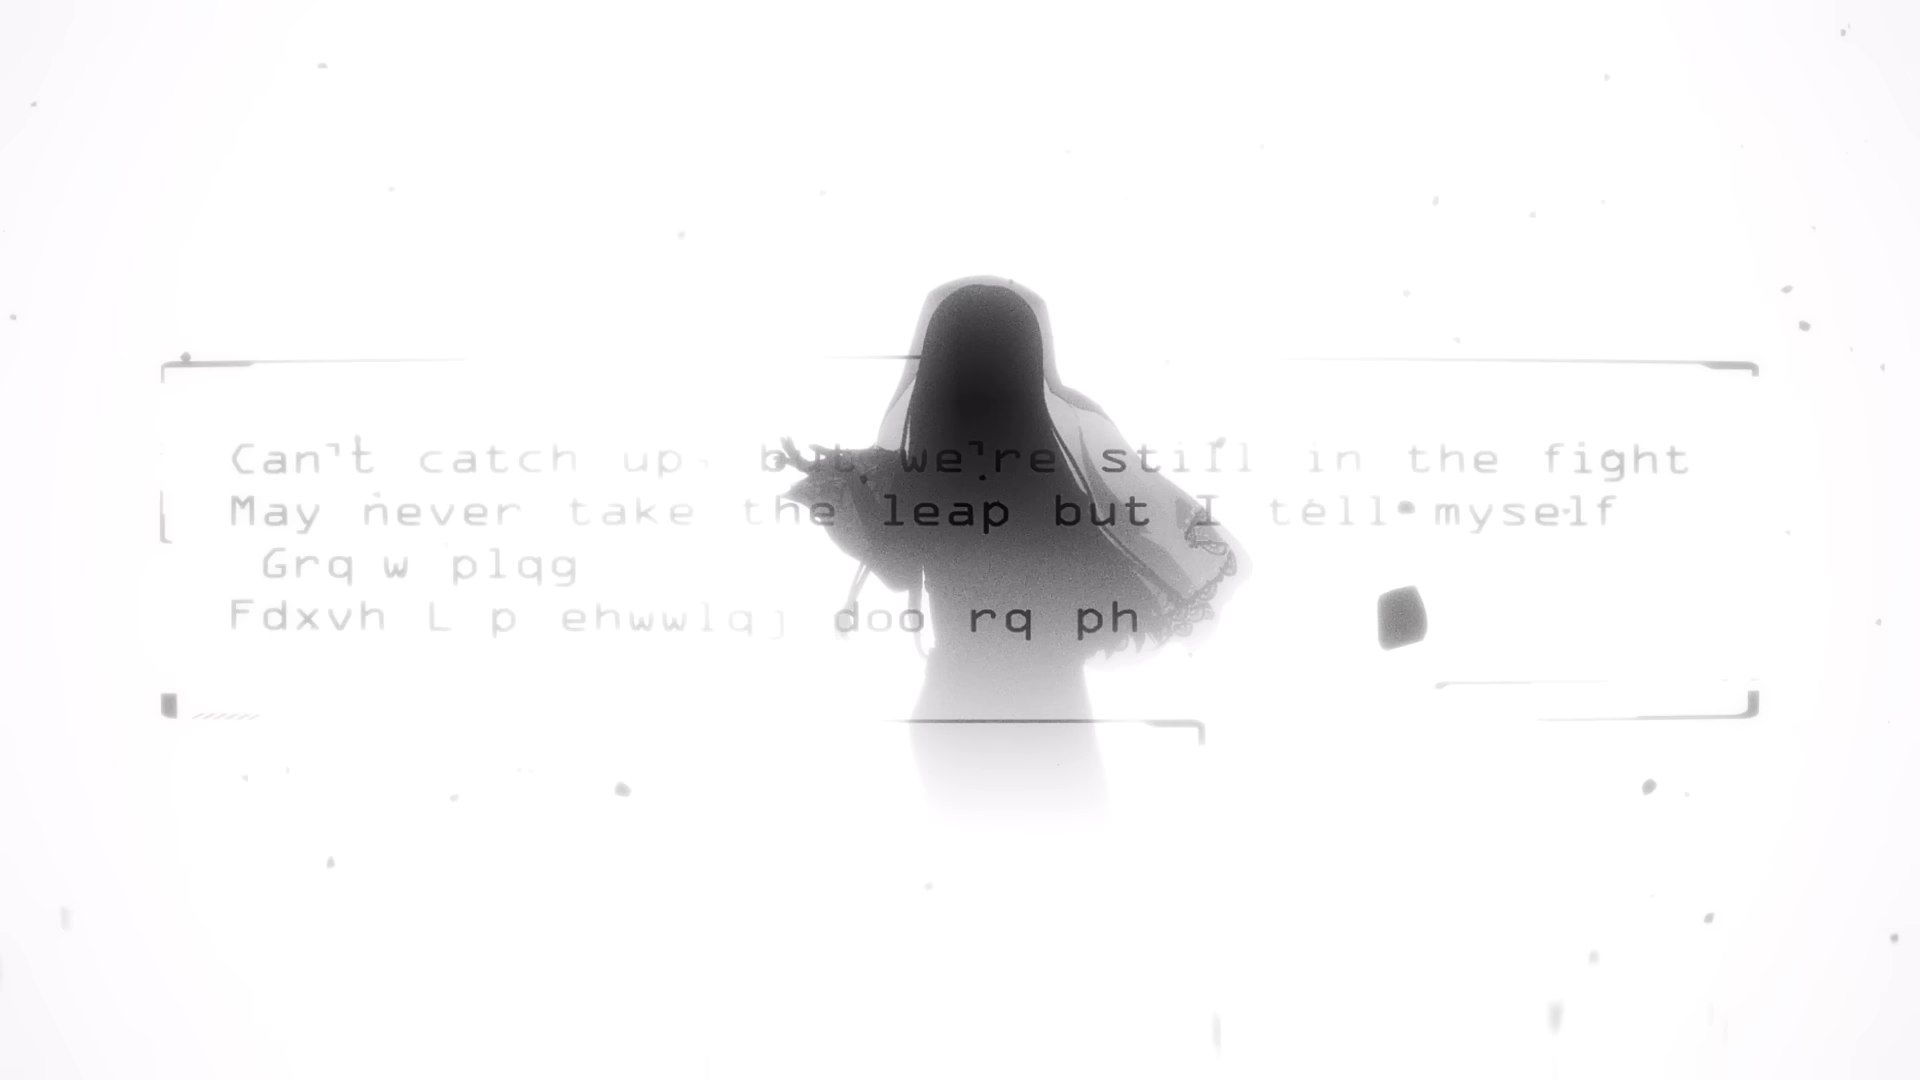 Can't catch up, but we're still in the fight
May never take the leap but I tell myself
Grq w plqg
Fdxvh L p ehwwlqj doo rq ph